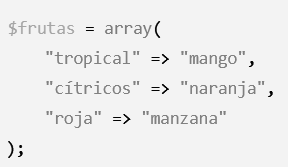 $frutas = array(
"tropical" => "mango",
"cítricos" => "naranja",
"roja" => "manzana"
);